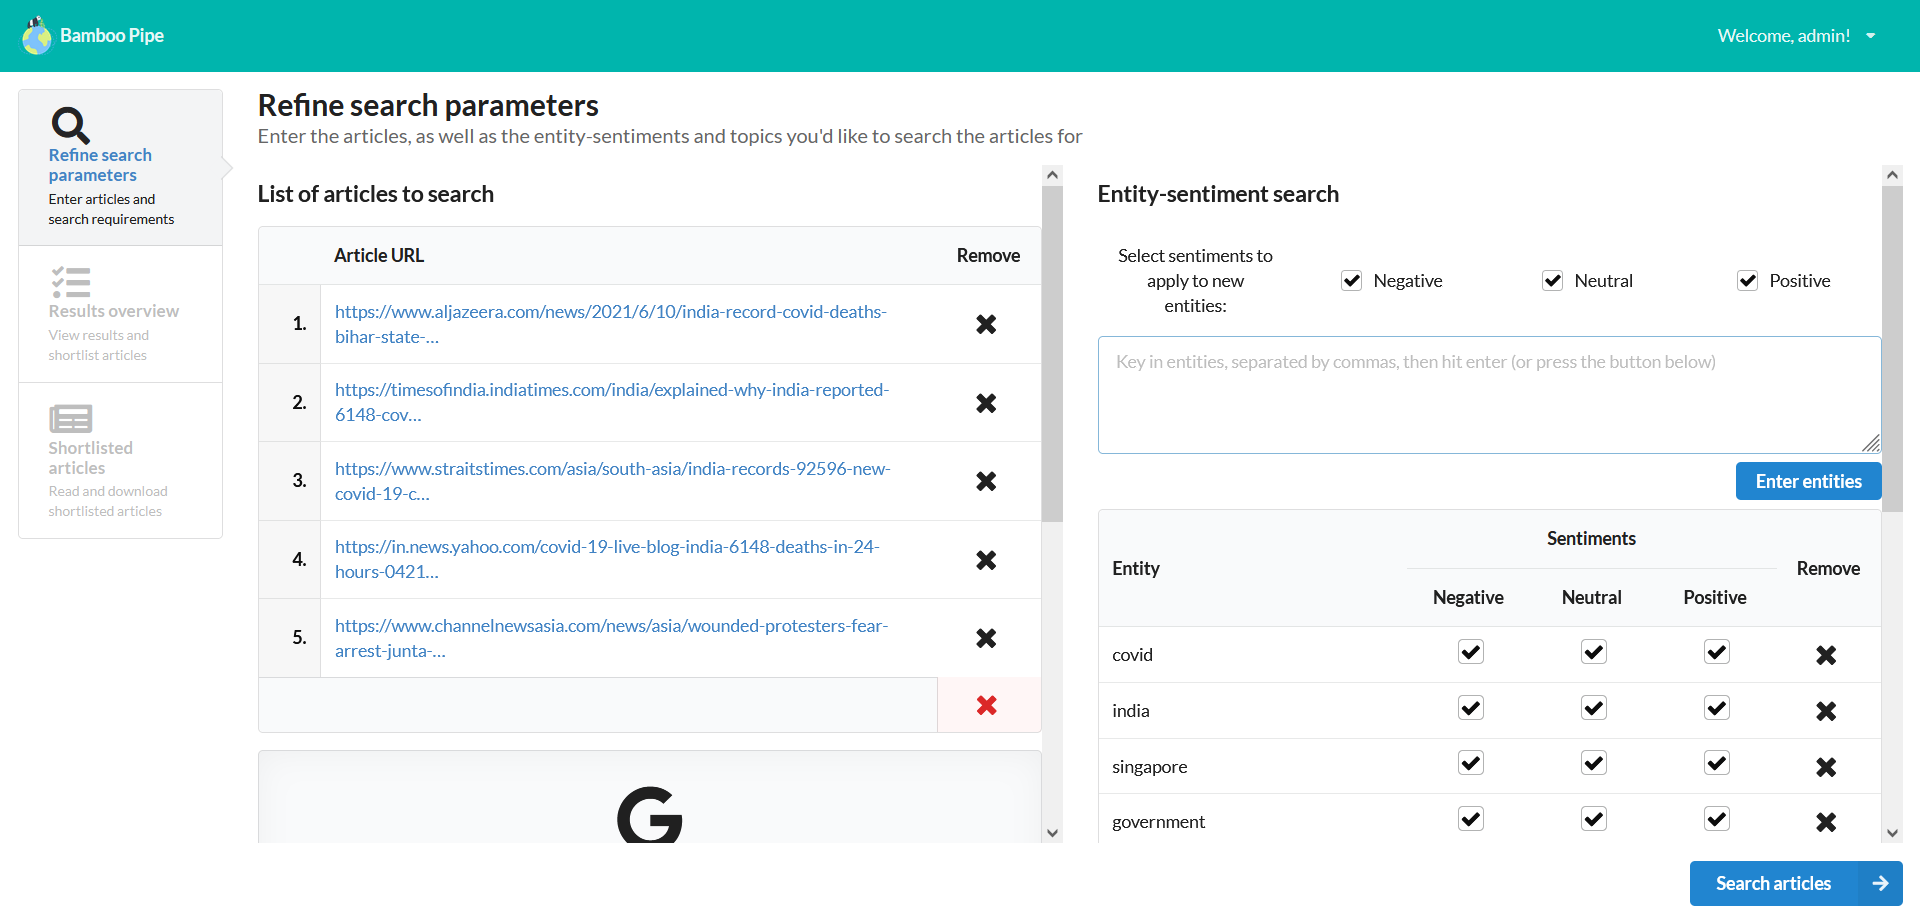 Bamboo Pipe
Welcome, admin!
Refine search
parameters
Enter articles and
search requirements
Results overview
View results and
shortlist articles
Shortlisted
articles
Read and download
shortlisted articles
Refine search parameters
Enter the articles, as well as the entity-sentiments and topics you'd like to search the articles for
List of articles to search
Article URL
Remove
1.
https://www.aljazeera.com/news/2021/6/10/india-record-covid-deaths-
bihar-state-...
2.
https://timesofindia.indiatimes.com/india/explained-why-india-reported-
6148-cov...
3.
https://www.straitstimes.com/asia/south-asia/india-records-92596-new-
covid-19-c...
4.
https://in.news.yahoo.com/covid-19-live-blog-india-6148-deaths-in-24-
hours-0421...
5.
https://www.channelnewsasia.com/news/asia/wounded-protesters-fear-
arrest-junta-...
Entity-sentiment search
Select sentiments to
apply to new
entities:
Negative
Neutral
Positive
Key in entities, separated by commas, then hit enter (or press the button below)
Enter entities
Entity
Sentiments
Remove
Negative
Neutral
Positive
covid
india
singapore
government
Search articles